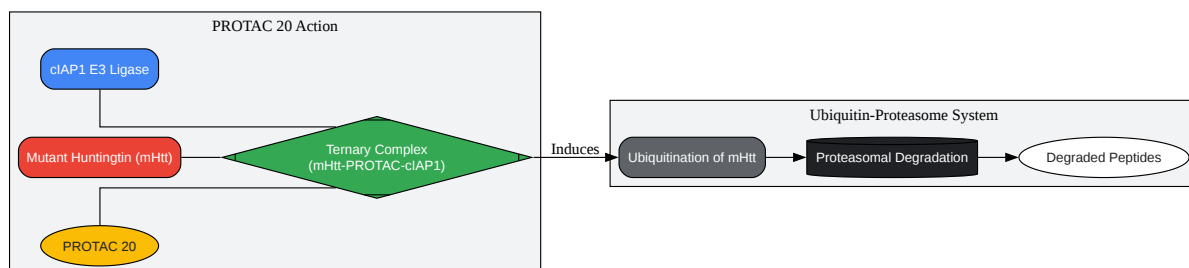 PROTAC 20 Action
cIAP1 E3 Ligase
Mutant Huntingtin (mHtt)
PROTAC 20
Ternary Complex
(mHtt-PROTAC-cIAP1)
Induces
Ubiquitin-Proteasome System
Ubiquitination of mHtt
Proteasomal Degradation
Degraded Peptides